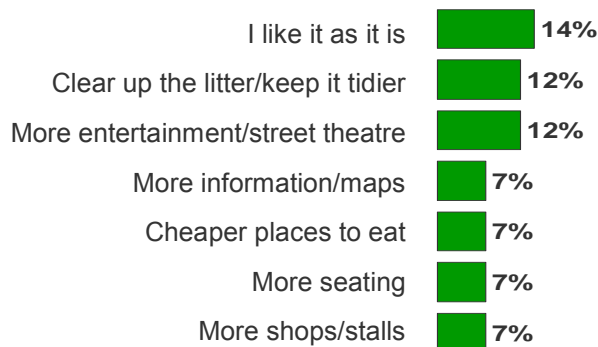 I like it as it is 14%
Clear up the litter/keep it tidier 12%
More entertainment/street theatre 12%
More information/maps 7%
Cheaper places to eat 7%
More seating 7%
More shops/stalls 7%